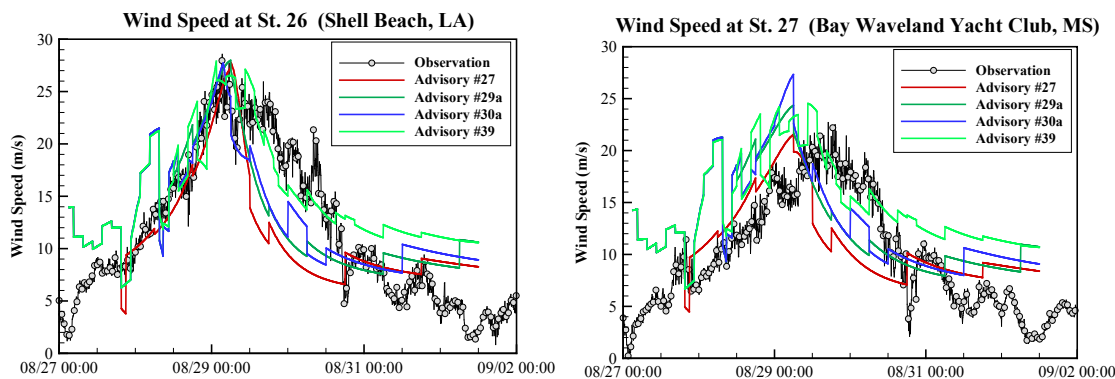 Wind Speed at St. 26 (Shell Beach, LA)
30
25
20
15
10
5
0
Wind Speed (m/s)
Observation
Advisory #27
Advisory #29a
Advisory #30a
Advisory #39
08/27 00:00
08/29 00:00
08/31 00:00
09/02 00:00
Wind Speed at St. 27 (Bay Waveland Yacht Club, MS)
30
25
20
15
10
5
0
Wind Speed (m/s)
Observation
Advisory #27
Advisory #29a
Advisory #30a
Advisory #39
08/27 00:00
08/29 00:00
08/31 00:00
09/02 00:00